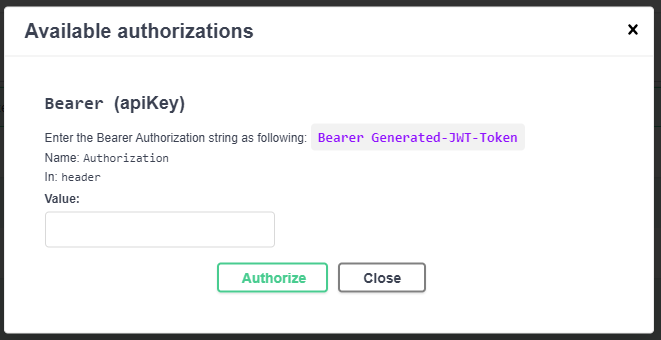 Available authorizations
Bearer (apiKey)
Enter the Bearer Authorization string as following: Bearer Generated-JWT-Token
Name: Authorization
In: header
Value:
Authorize Close